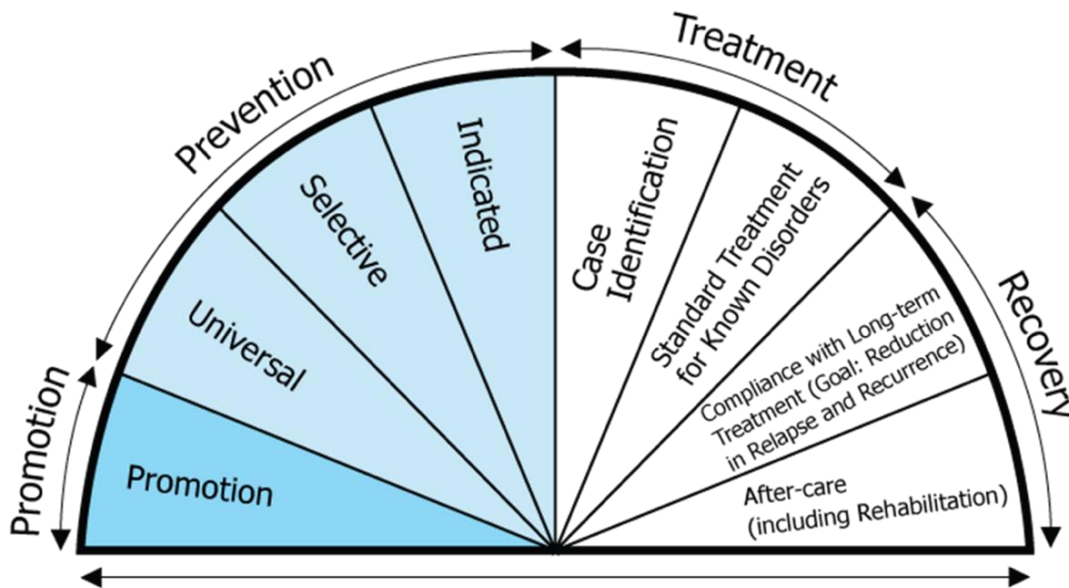 Promotion
Prevention
Treatment
Recovery
Promotion
Universal
Selective
Indicated
Case
Identification
Standard Treatment
for Known Disorders
Compliance with Long-term
Treatment (Goal: Reduction
in Relapse and Recurrence)
After-care
(including Rehabilitation)